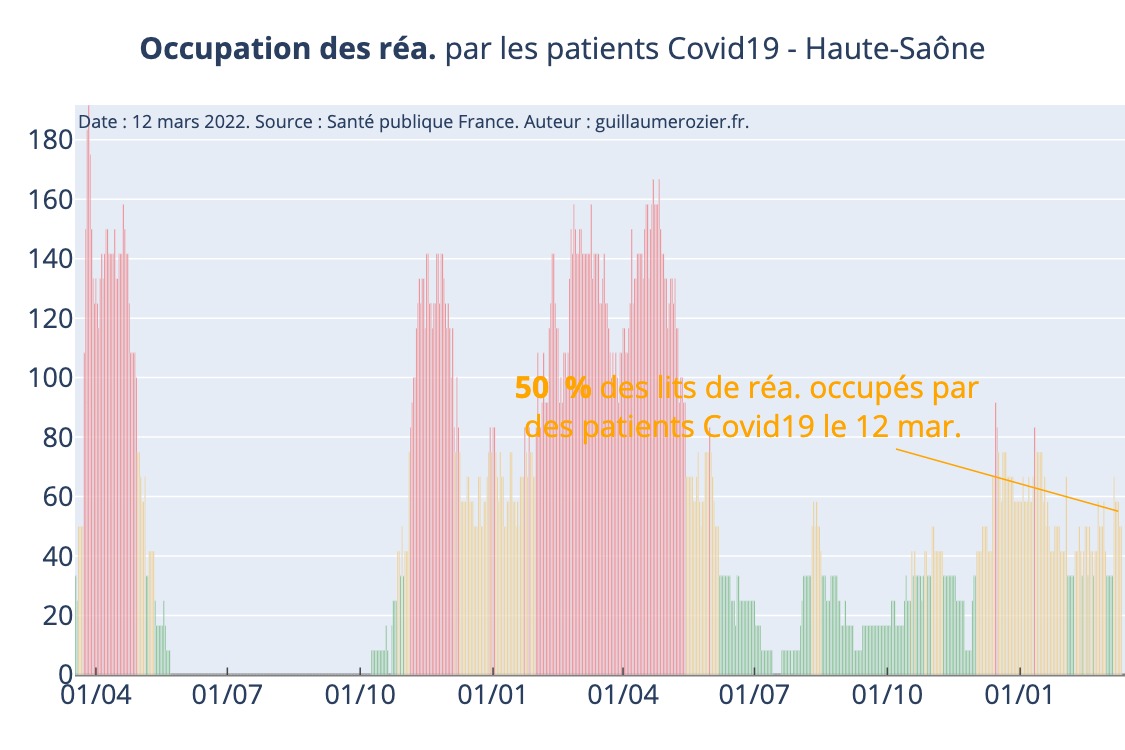 Occupation des réa. par les patients Covid19 - Haute-Saône
Date : 12 mars 2022. Source : Santé publique France. Auteur : guillaumerozier.fr.
180
160
140
120
100
80
60
40
20
0
50 % des lits de réa. occupés par
des patients Covid19 le 12 mar.
01/04 01/07 01/10 01/01 01/04 01/07 01/10 01/01